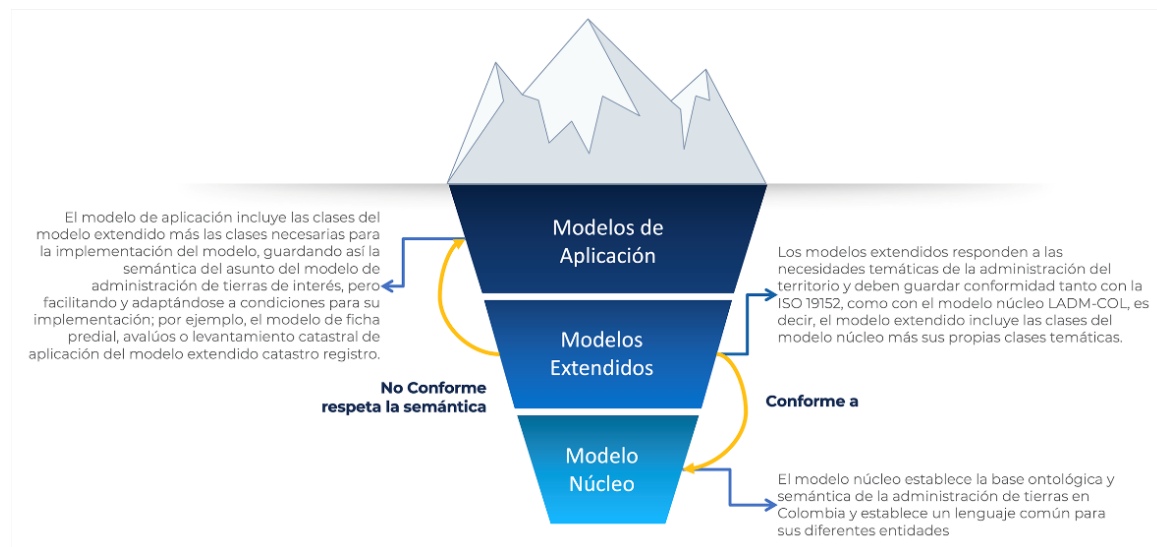 Modelos de
Aplicación
El modelo de aplicación incluye las clases del
modelo extendido más las clases necesarias para
la implementación del modelo, guardando así la
semántica del asunto del modelo de
administración de tierras de interés, pero
facilitando y adaptándose a condiciones para su
implementación; por ejemplo, el modelo de ficha
predial, avalúos o levantamiento catastral de
aplicación del modelo extendido catastro registro.
Los modelos extendidos responden a las
necesidades temáticas de la administración del
territorio y deben guardar conformidad tanto con la
ISO 19152, como con el modelo núcleo LADM-COL, es
decir, el modelo extendido incluye las clases del
modelo núcleo más sus propias clases temáticas.
Modelos
Extendidos
No Conforme
respeta la semántica
Conforme a
Modelo
Núcleo
El modelo núcleo establece la base ontológica y
semántica de la administración de tierras en
Colombia y establece un lenguaje común para
sus diferentes entidades